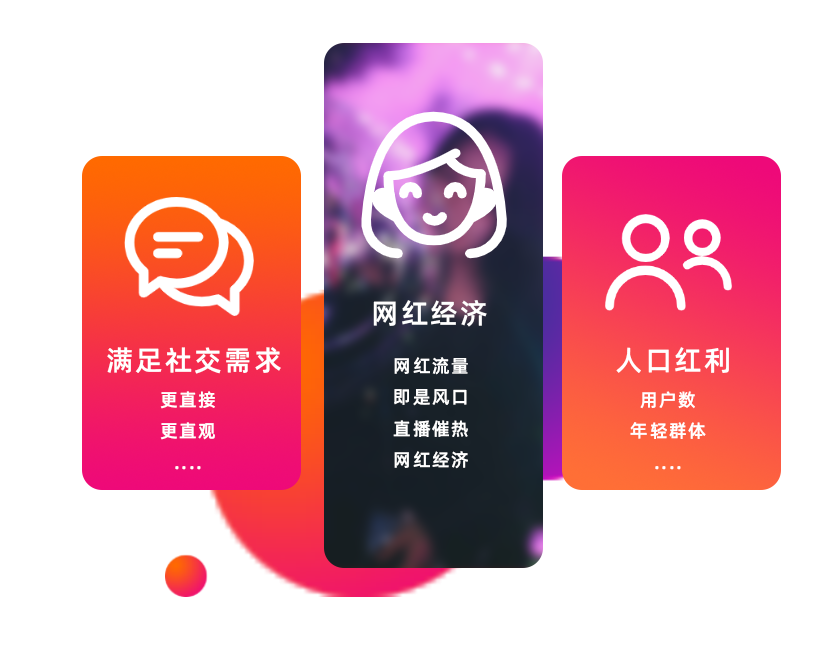 满足社交需求
更直接
更直观
....
网红经济
网红流量
即是风口
直播催热
网红经济
人口红利
用户数
年轻群体
....